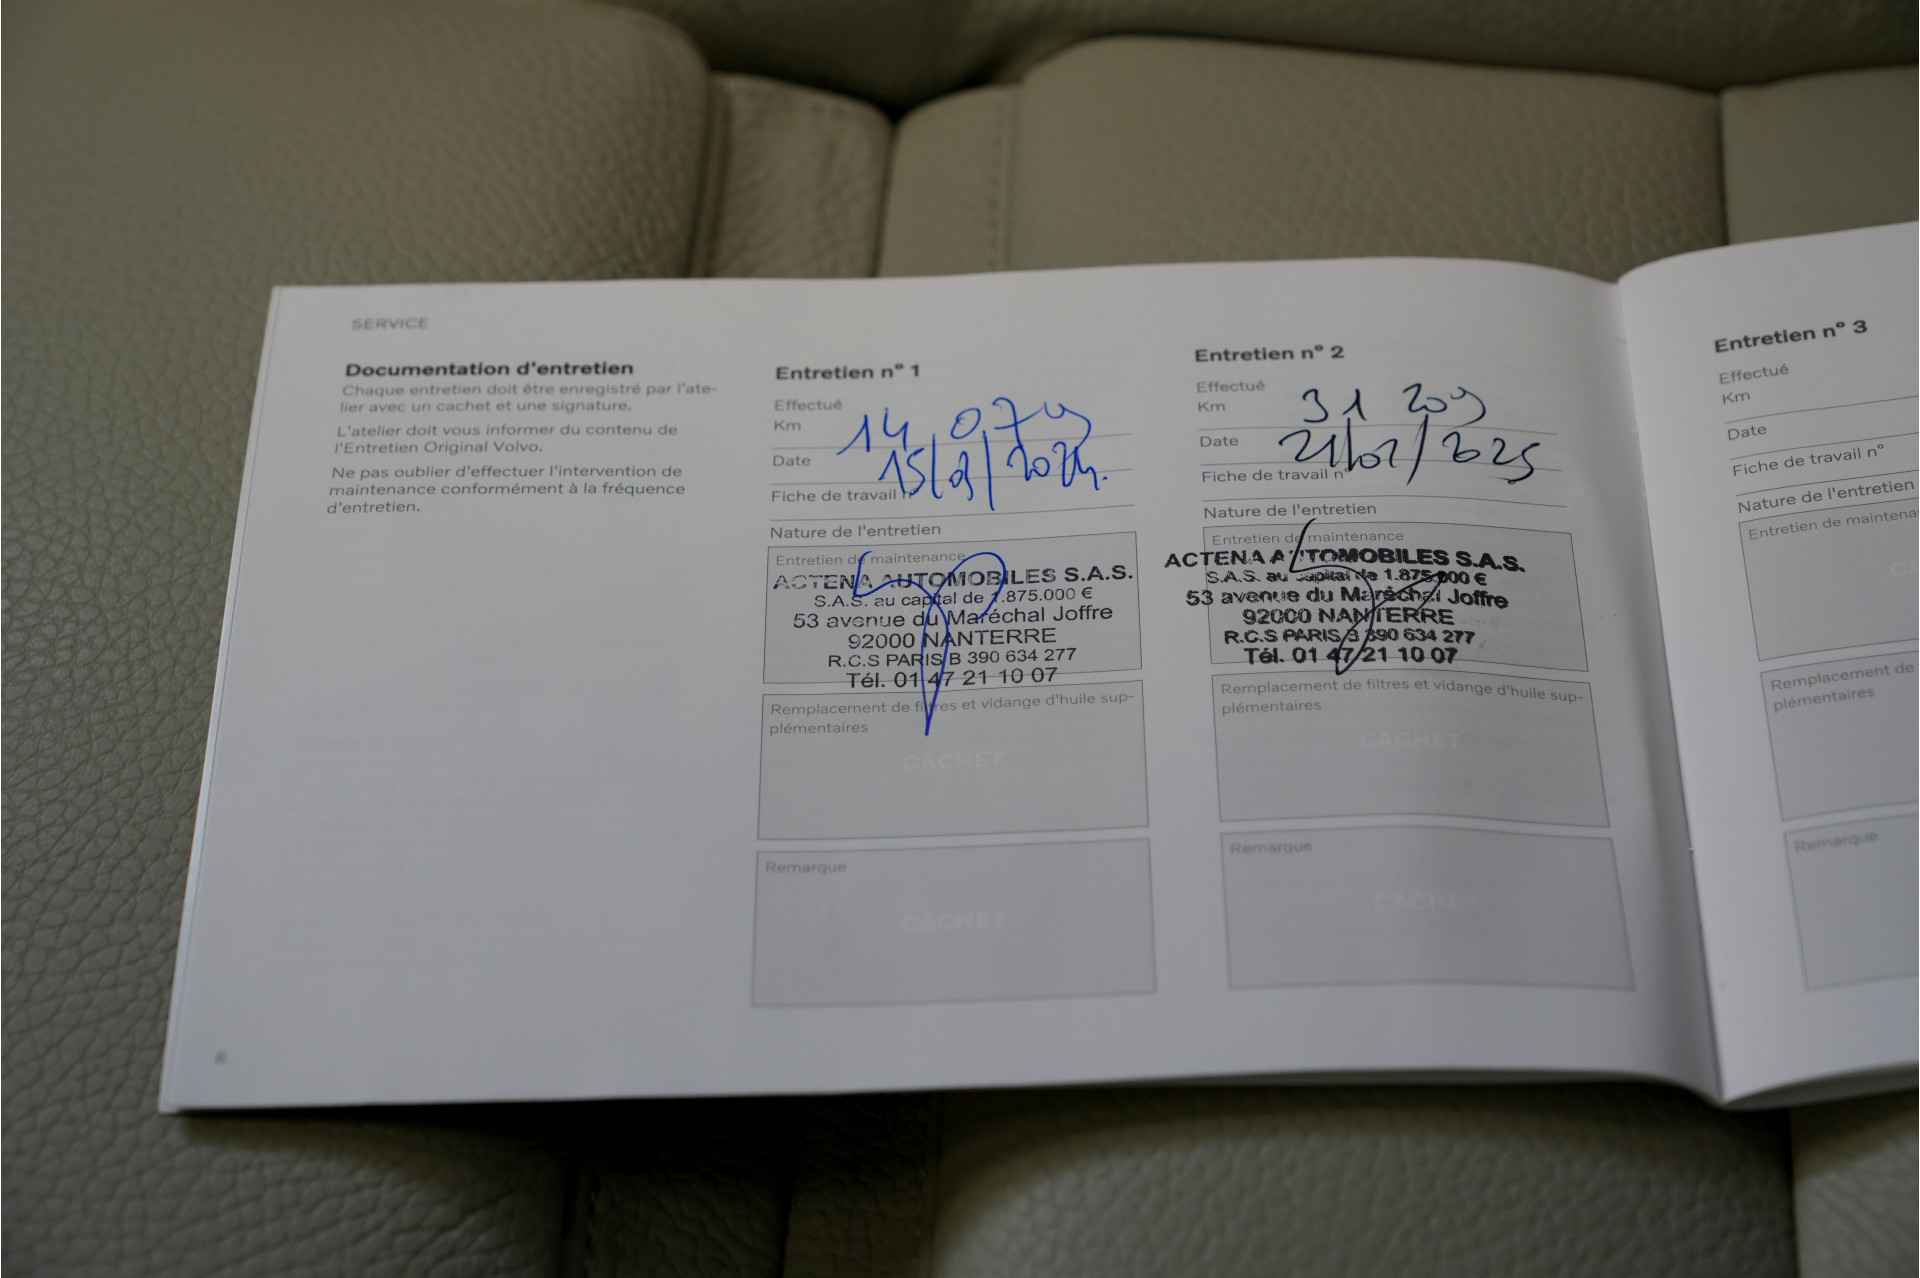 SERVICE
Documentation d'entretien
Chaque entretien doit être enregistré par l'ate-
lier avec un cachet et une signature.
L'atelier doit vous informer du contenu de
l'Entretien Original Volvo.
Ne pas oublier d'effectuer l'intervention de
maintenance conformément à la fréquence
d'entretien.
Entretien n° 1
Effectué
Km
Date
Fiche de travail
Nature de l'entretien
Entretien de maintenance
ACTENA AUTOMOBILES S.A.S.
S.A.S. au capital de 1.875.000 €
53 avenue du Maréchal Joffre
92000 NANTERRE
R.C.S PARIS B 390 634 277
Tél. 01 47 21 10 07
Remplacement de filtres et vidange d'huile sup-
plémentaires
CACHET
Remarque
CACHET
Entretien n° 2
Effectué
Km 31 209
Date 21/02/2025
Fiche de travail n°
Nature de l'entretien
Entretien de maintenance
ACTENA AUTOMOBILES S.A.S.
S.A.S. au capital de 1.875.000 €
53 avenue du Maréchal Joffre
92000 NANTERRE
R.C.S PARIS B 390 634 277
Tél. 01 47 21 10 07
Remplacement de filtres et vidange d'huile sup-
plémentaires
CACHET
Remarque
CACHET
Entretien n° 3
Effectué
Km
Date
Fiche de travail n°
Nature de l'entretien
Entretien de
Remplacement de
plémentaires
Remarque